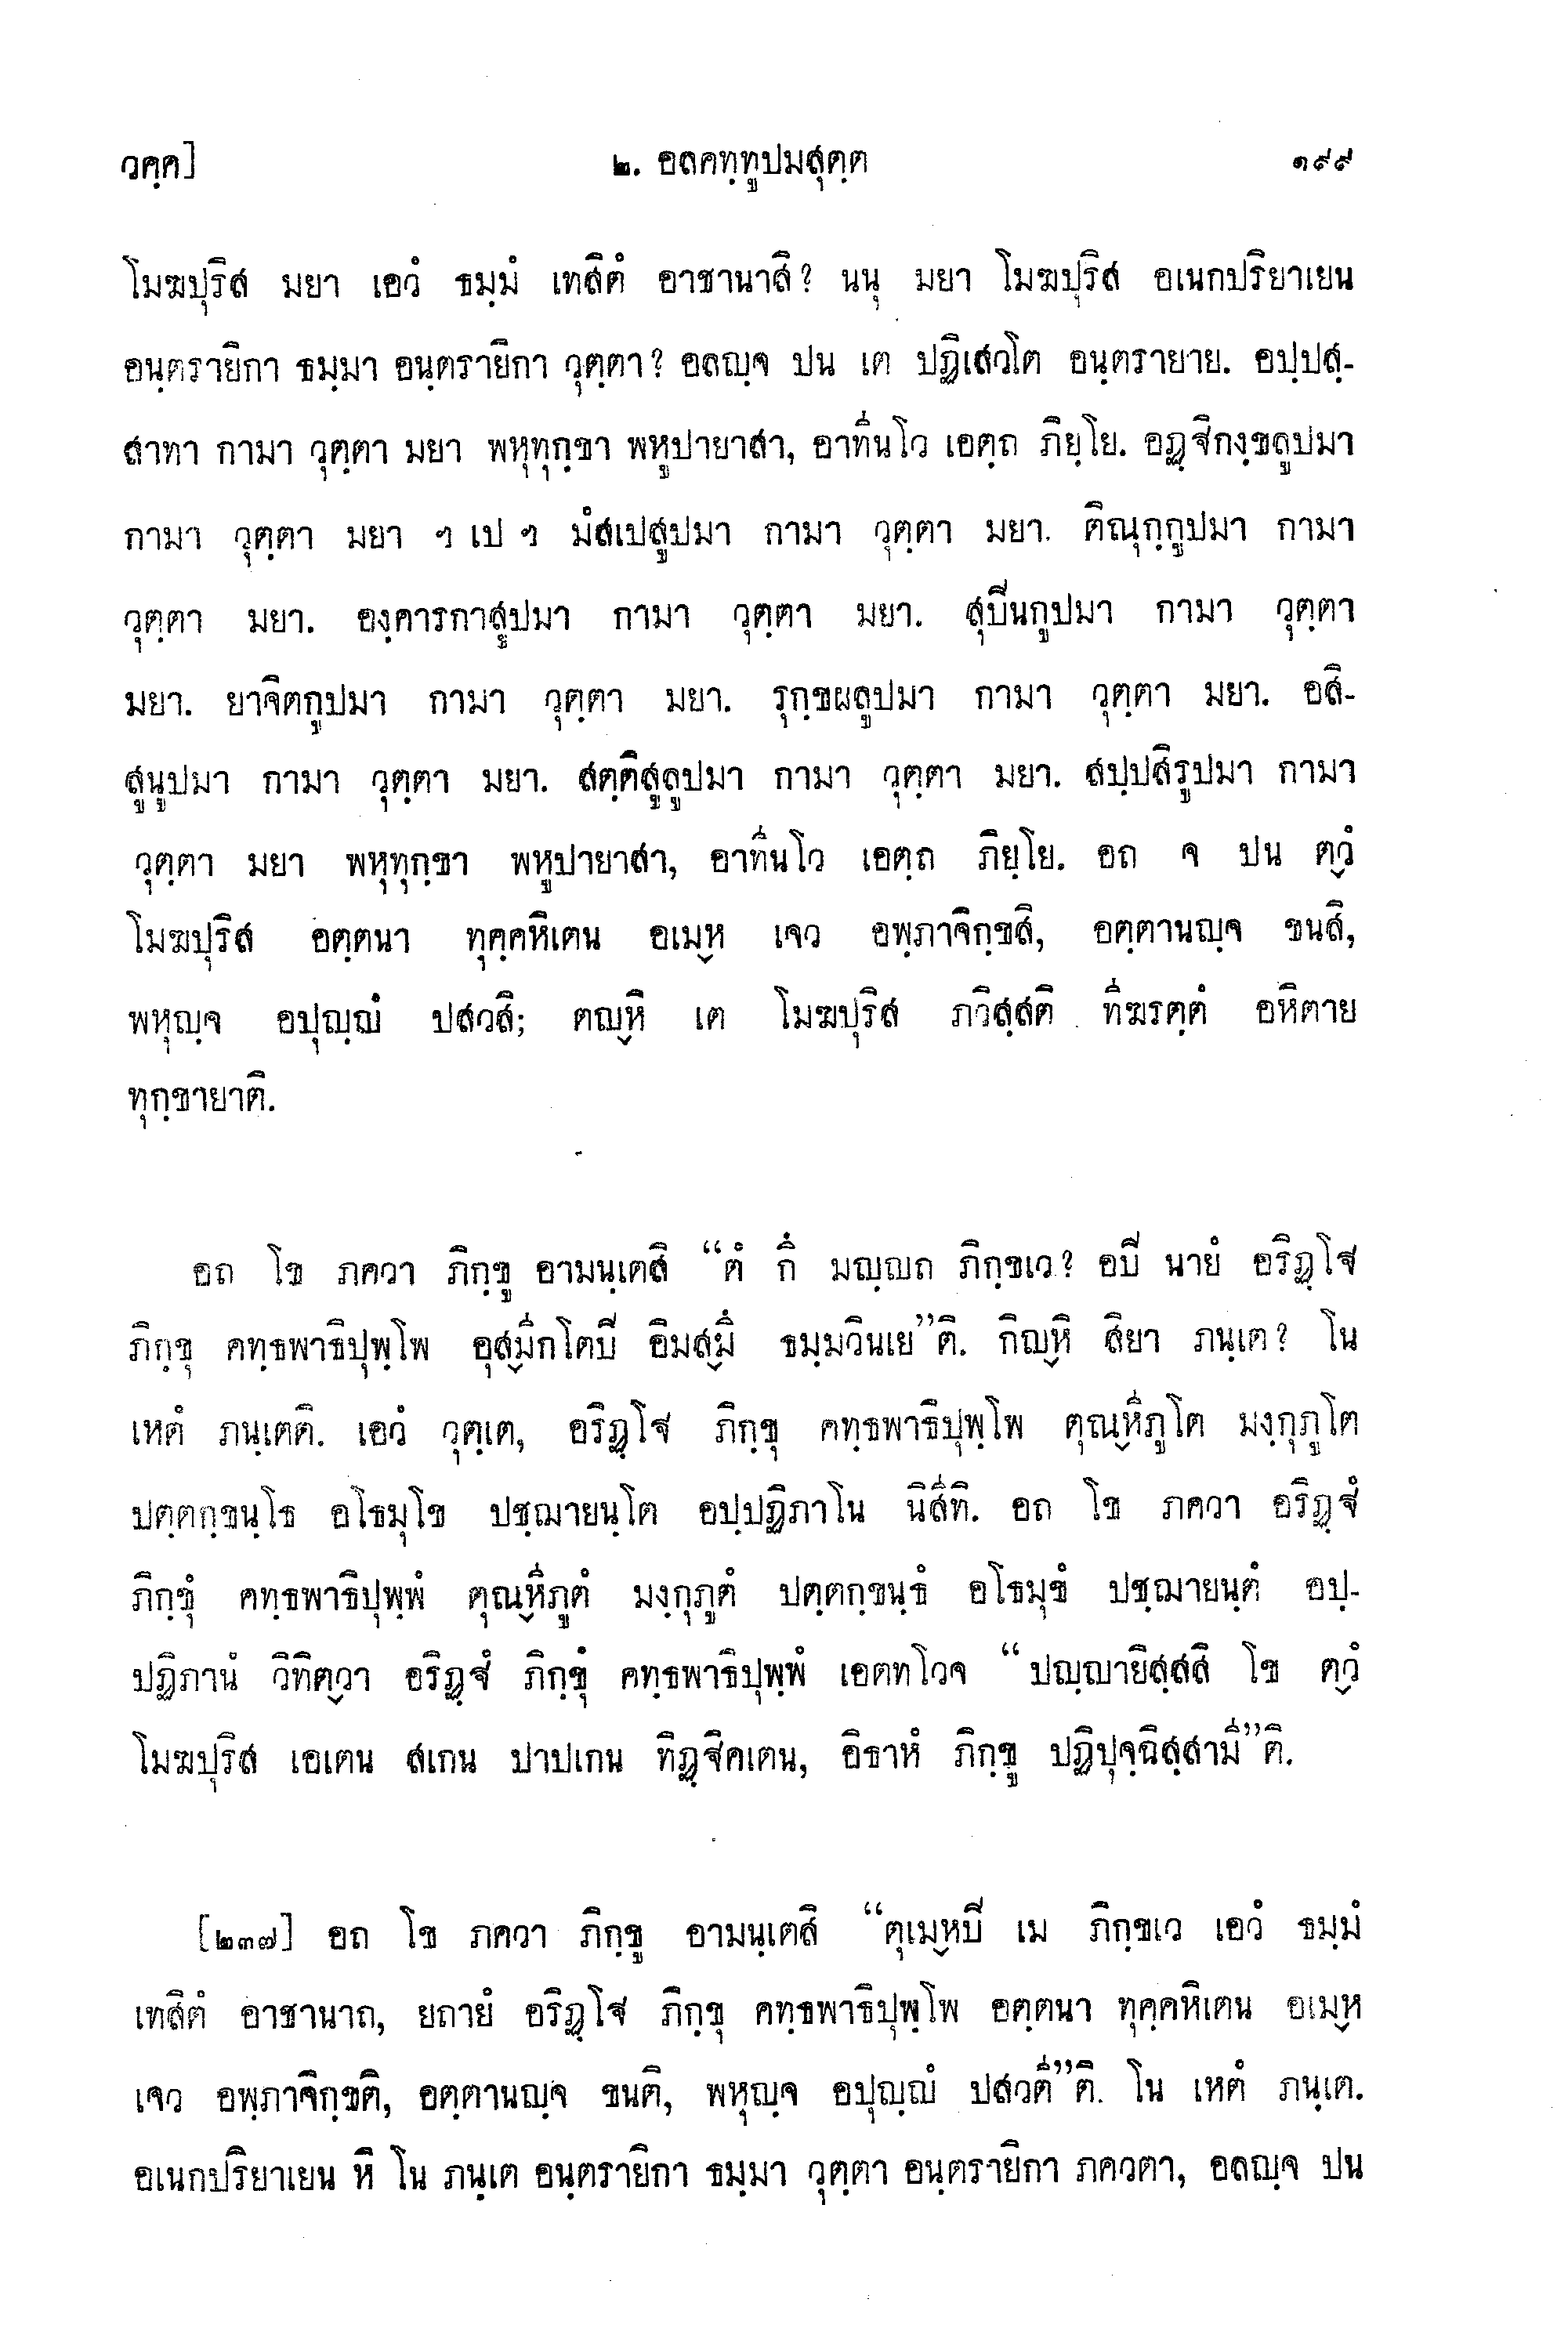 วคฺค]
๒. อลคทฺทูปมสุตฺต
๑๙๙
โมฆปุริส มยา เอวํ ธมฺมํ เทสิตํ อาชานาสิ? นนุ มยา โมฆปุริส อเนกปริยาเยน
อนฺตรายิกา ธมฺมา อนฺตรายิกา วุตฺตา? อลญฺจ ปน เต ปฏิเสวโต อนฺตรายาย. อปฺปสฺ-
สาทา กามา วุตฺตา มยา พหุทุกฺขา พหูปายาสา, อาทีนโว เอตฺถ ภิยฺโย. อฏฺฐิกงฺขลูปมา
กามา วุตฺตา มยา ฯ เป ฯ มํสเปสูปมา กามา วุตฺตา มยา. ติณุกฺกูปมา กามา
วุตฺตา มยา. องฺคารกาสูปมา กามา วุตฺตา มยา. สุปินกูปมา กามา วุตฺตา
มยา. ยาจิตกูปมา กามา วุตฺตา มยา. รุกฺขผลูปมา กามา วุตฺตา มยา. อสิ-
สูนูปมา กามา วุตฺตา มยา. สตฺติสูลูปมา กามา วุตฺตา มยา. สปฺปสิรูปมา กามา
วุตฺตา มยา พหุทุกฺขา พหูปายาสา, อาทีนโว เอตฺถ ภิยฺโย. อถ จ ปน ตฺวํ
โมฆปุริส อตฺตนา ทุคฺคหิเตน อเมฺห เจว อพฺภาจิกฺขสิ, อตฺตานญฺจ ขนสิ,
พหุญฺจ อปุญฺญํ ปสวสิ; ตญฺหิ เต โมฆปุริส ภวิสฺสติ ทีฆรตฺตํ อหิตาย
ทุกฺขายาติ.
อถ โข ภควา ภิกฺขู อามนฺเตสิ “ตํ กึ มญฺญถ ภิกฺขเว? อปิ นายํ อริฏฺโฐ
ภิกฺขุ คทฺธพาธิปุพฺโพ อุสฺมีกโตปิ อิมสฺมึ ธมฺมวินเย”ติ. กิญฺหิ สิยา ภนฺเต? โน
เหตํ ภนฺเตติ. เอวํ วุตฺเต, อริฏฺโฐ ภิกฺขุ คทฺธพาธิปุพฺโพ ตุณฺหีภูโต มงฺกุภูโต
ปตฺตกฺขนฺโธ อโธมุโข ปชฺฌายนฺโต อปฺปฏิภาโน นิสีทิ. อถ โข ภควา อริฏฺฐํ
ภิกฺขุํ คทฺธพาธิปุพฺพํ ตุณฺหีภูตํ มงฺกุภูตํ ปตฺตกฺขนฺธํ อโธมุขํ ปชฺฌายนฺตํ อปฺ-
ปฏิภานํ วิทิตฺวา อริฏฺฐํ ภิกฺขุํ คทฺธพาธิปุพฺพํ เอตทโวจ “ปญฺญายิสฺสสิ โข ตฺวํ
โมฆปุริส เอเตน สเกน ปาปเกน ทิฏฺฐิคเตน, อิธาหํ ภิกฺขู ปฏิปุจฺฉิสฺสามี”ติ.
[๒๓๗] อถ โข ภควา ภิกฺขู อามนฺเตสิ “ตุเมฺหปิ เม ภิกฺขเว เอวํ ธมฺมํ
เทสิตํ อาชานาถ, ยถายํ อริฏฺโฐ ภิกฺขุ คทฺธพาธิปุพฺโพ อตฺตนา ทุคฺคหิเตน อเมฺห
เจว อพฺภาจิกฺขติ, อตฺตานญฺจ ขนติ, พหุญฺจ อปุญฺญํ ปสวตี”ติ. โน เหตํ ภนฺเต.
อเนกปริยาเยน หิ โน ภนฺเต อนฺตรายิกา ธมฺมา วุตฺตา อนฺตรายิกา ภควตา, อลญฺจ ปน